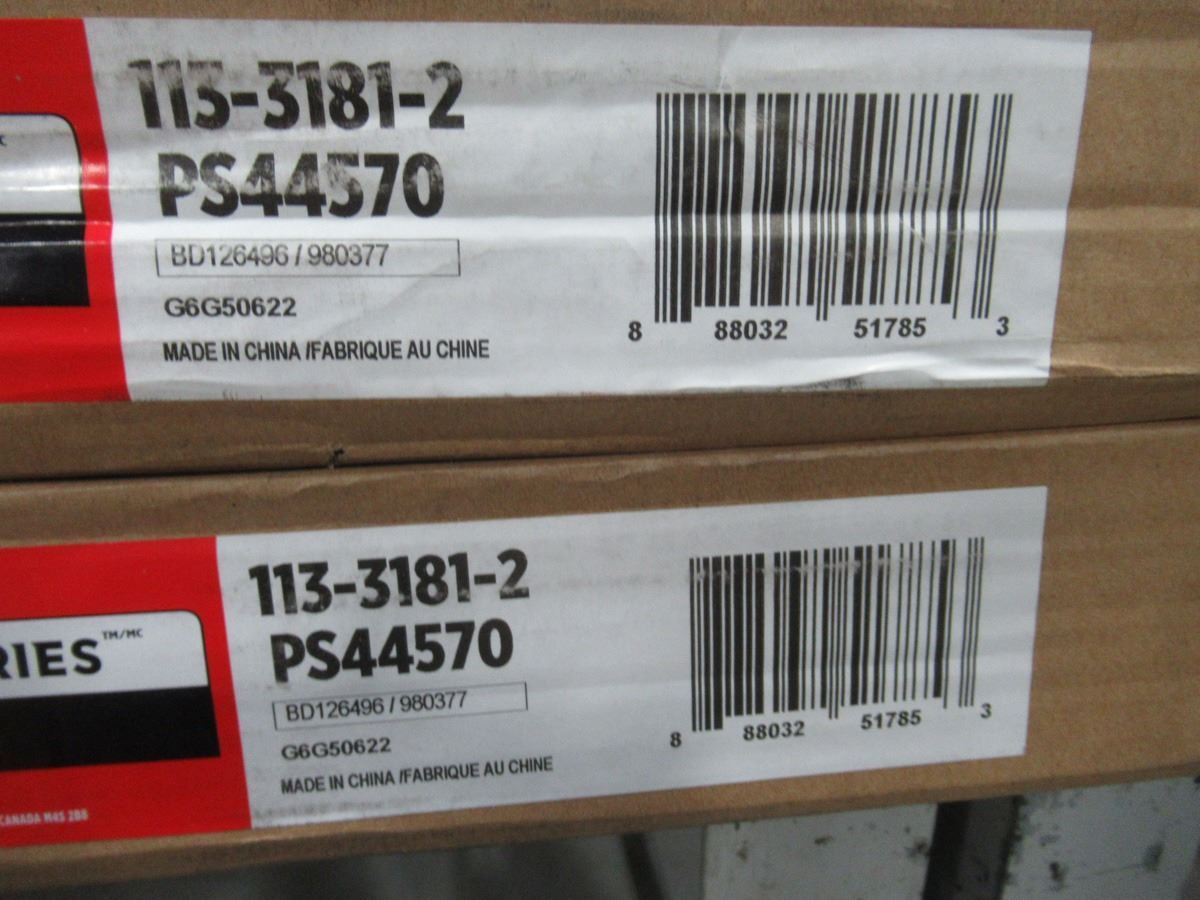 113-3181-2
PS44570
BD126496 / 980377
G6G50622
MADE IN CHINA /FABRIQUE AU CHINE
8 88032 51785 3
RIES TM/MC
CANADA M4S 2B8
113-3181-2
PS44570
BD126496 / 980377
G6G50622
MADE IN CHINA /FABRIQUE AU CHINE
8 88032 51785 3